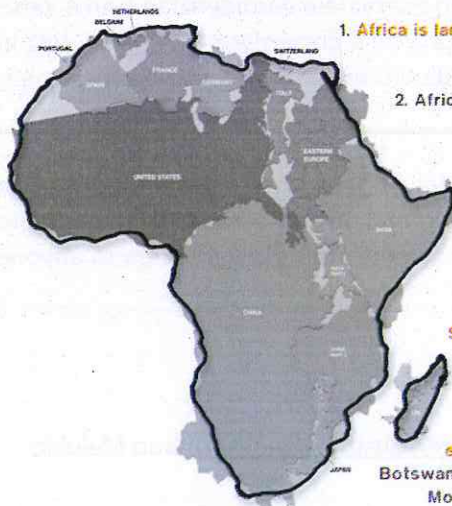 NETHERLANDS
BELGIUM
PORTUGAL
SWITZERLAND
SPAIN
FRANCE
GERMANY
ITALY
EASTERN
EUROPE
UNITED STATES
INDIA
CHINA
JAPAN
1. Africa is la
2. Afric
S
6
Botswan
Mo